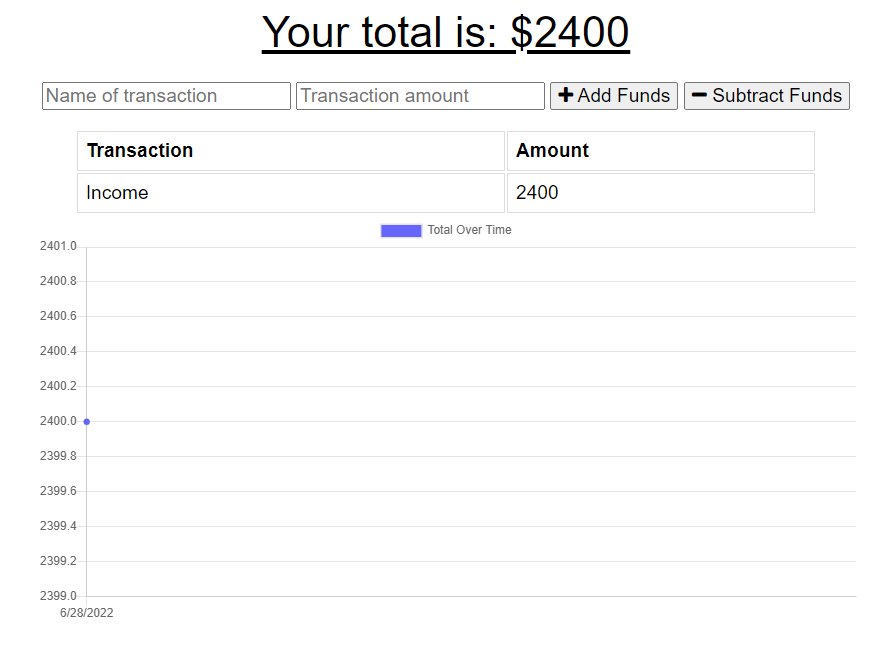 Your total is: $2400
Name of transaction Transaction amount Add Funds Subtract Funds
Transaction Amount
Income 2400
Total Over Time
2401.0
2400.8
2400.6
2400.4
2400.2
2400.0
2399.8
2399.6
2399.4
2399.2
2399.0
6/28/2022